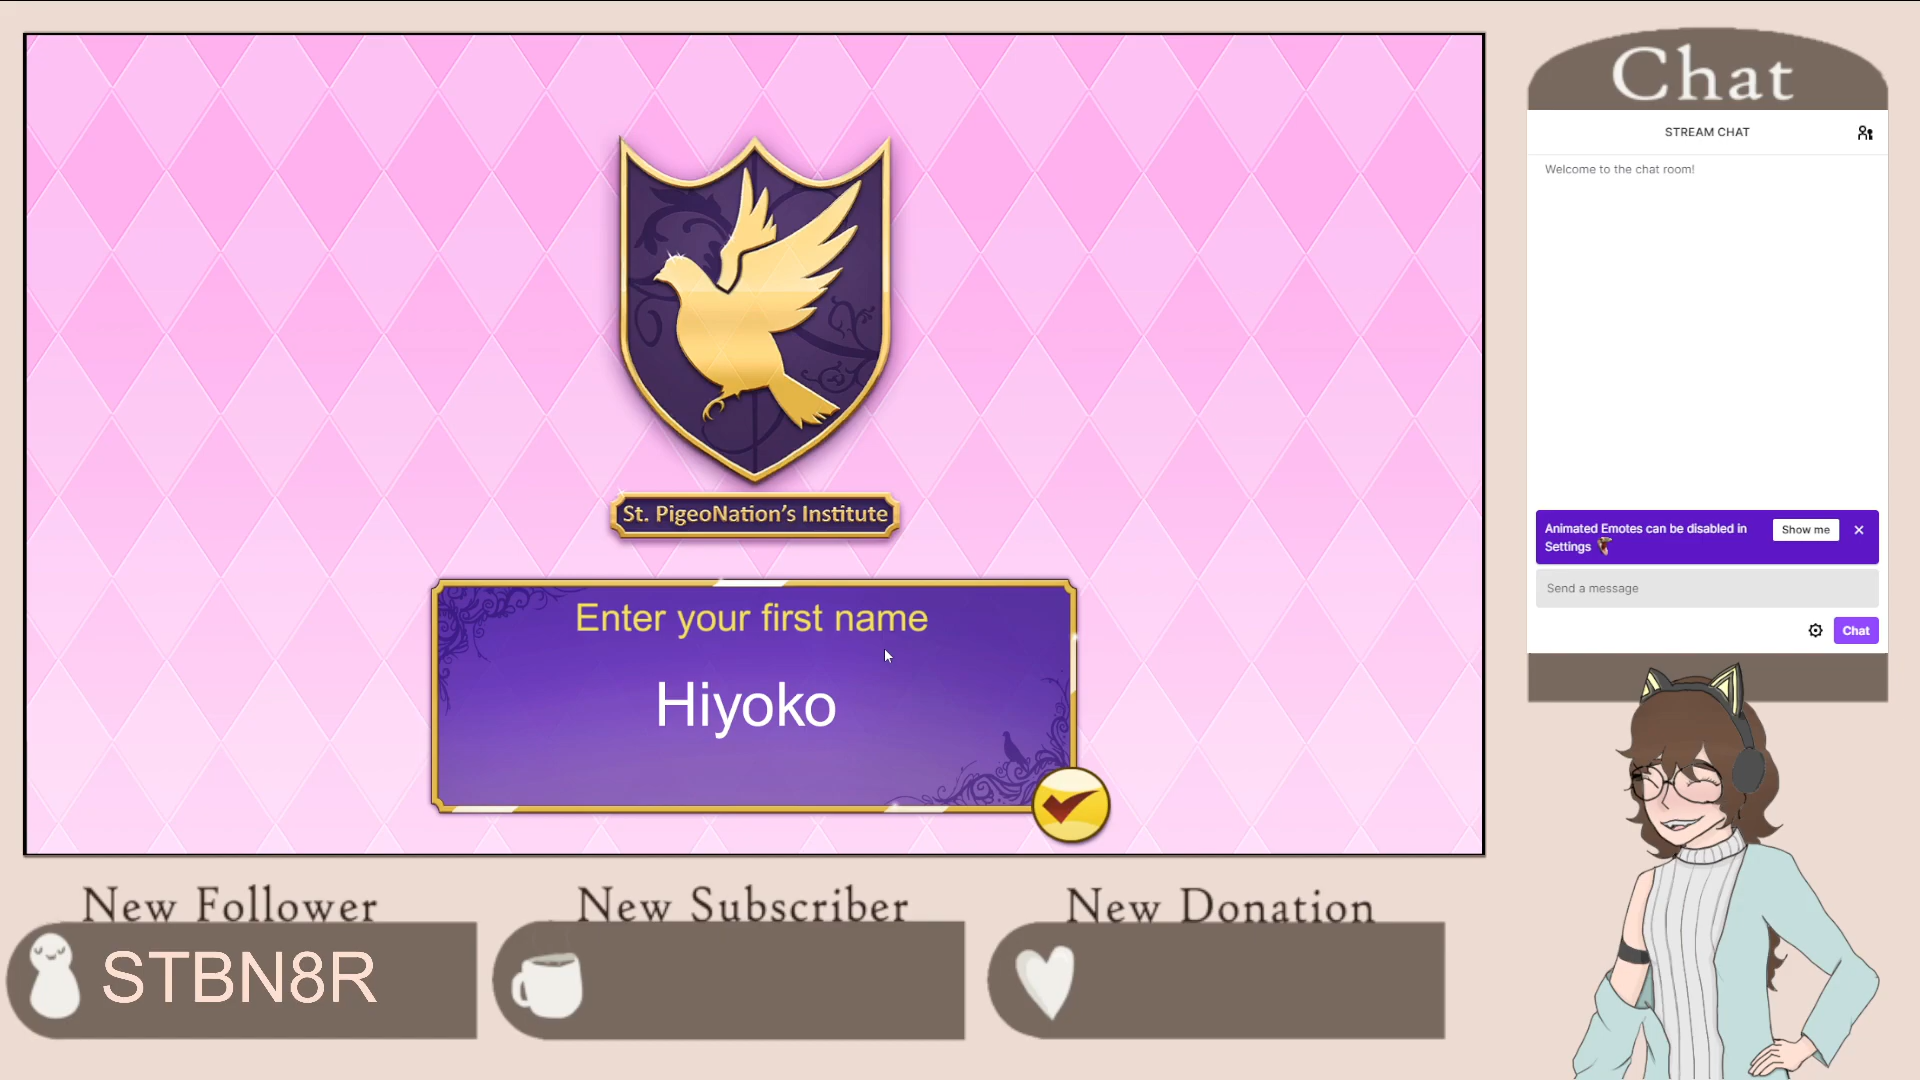 Chat
STREAM CHAT
Welcome to the chat room!
St. PigeoNation's Institute
Enter your first name
Hiyoko
Animated Emotes can be disabled in
Settings
Show me
Send a message
Chat
New Follower
New Subscriber
New Donation
STBN8R